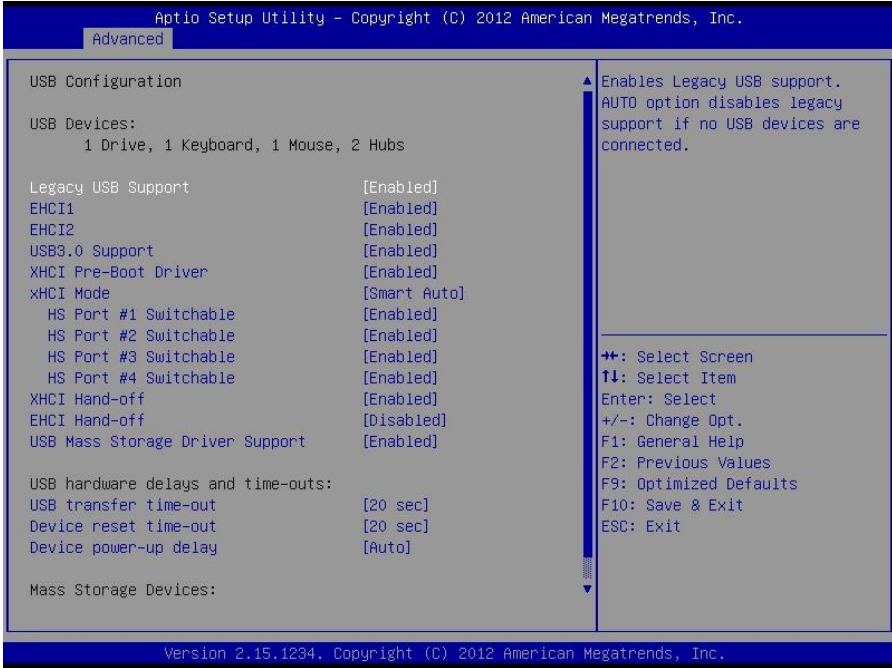 Aptio Setup Utility – Copyright (C) 2012 American Megatrends, Inc.
Advanced
USB Configuration
USB Devices:
1 Drive, 1 Keyboard, 1 Mouse, 2 Hubs
Legacy USB Support [Enabled]
EHCI1 [Enabled]
EHCI2 [Enabled]
USB3.0 Support [Enabled]
XHCI Pre-Boot Driver [Enabled]
xHCI Mode [Smart Auto]
HS Port #1 Switchable [Enabled]
HS Port #2 Switchable [Enabled]
HS Port #3 Switchable [Enabled]
HS Port #4 Switchable [Enabled]
XHCI Hand-off [Enabled]
EHCI Hand-off [Disabled]
USB Mass Storage Driver Support [Enabled]
USB hardware delays and time-outs:
USB transfer time-out [20 sec]
Device reset time-out [20 sec]
Device power-up delay [Auto]
Mass Storage Devices:
Enables Legacy USB support.
AUTO option disables legacy
support if no USB devices are
connected.
→←: Select Screen
↑↓: Select Item
Enter: Select
+/-: Change Opt.
F1: General Help
F2: Previous Values
F9: Optimized Defaults
F10: Save & Exit
ESC: Exit
Version 2.15.1234. Copyright (C) 2012 American Megatrends, Inc.